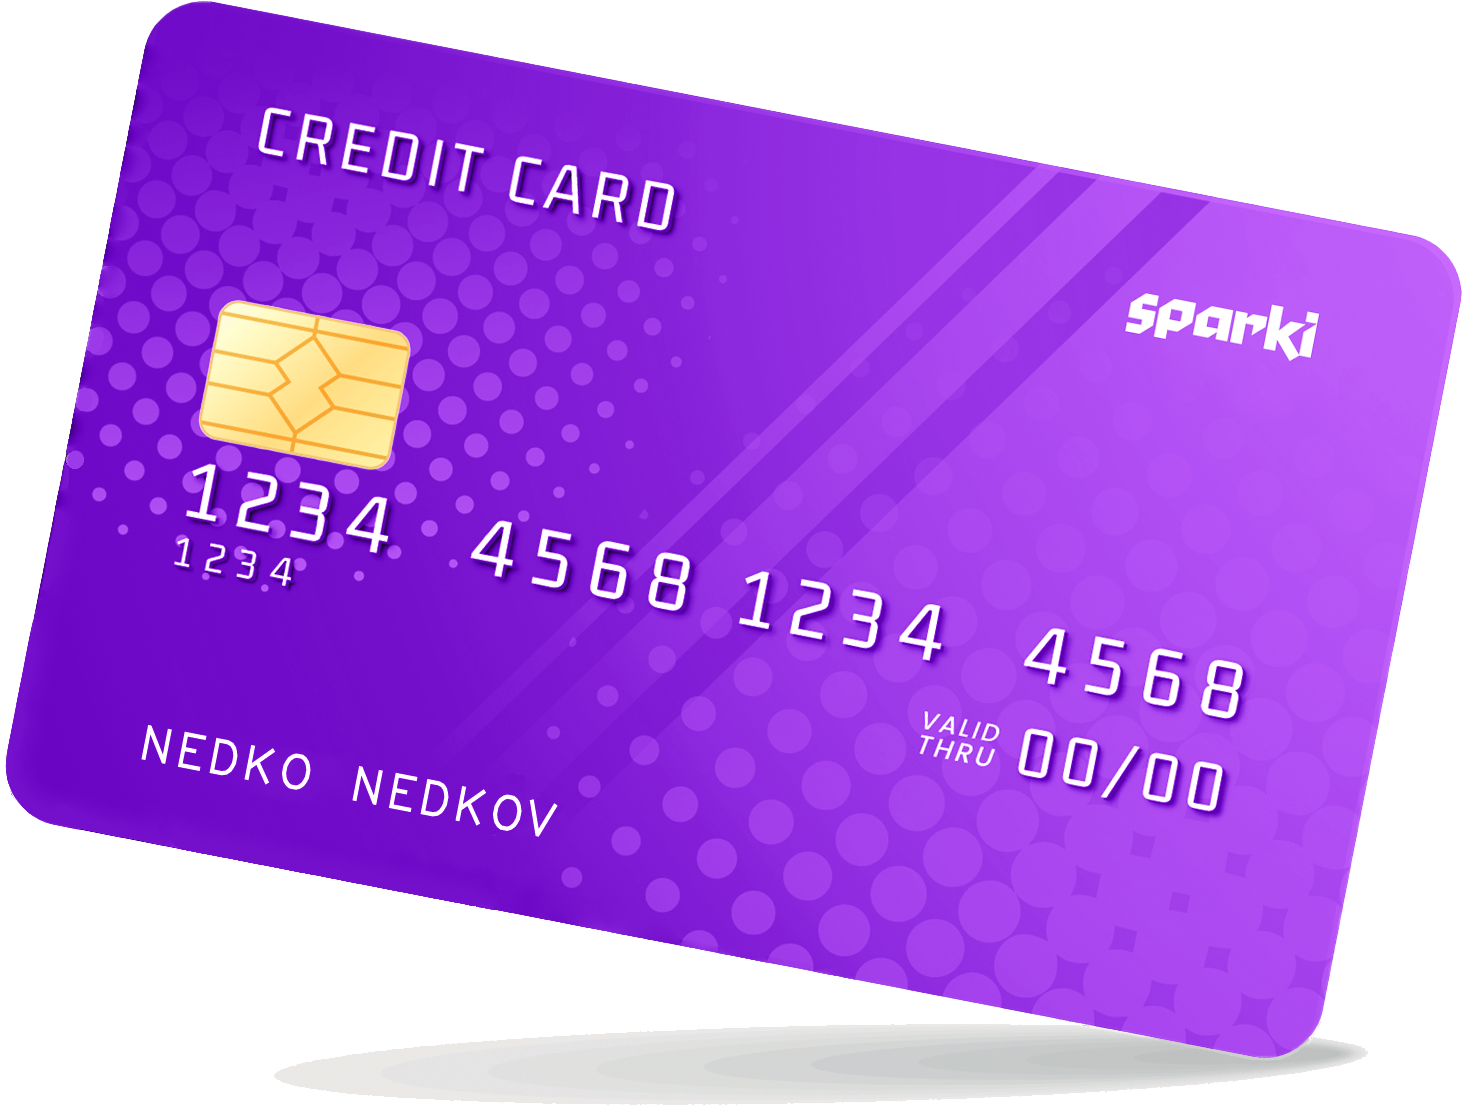 CREDIT CARD
sparki
1234 4568 1234 4568
1234
VALID
THRU 00/00
NEDKO NEDKOV